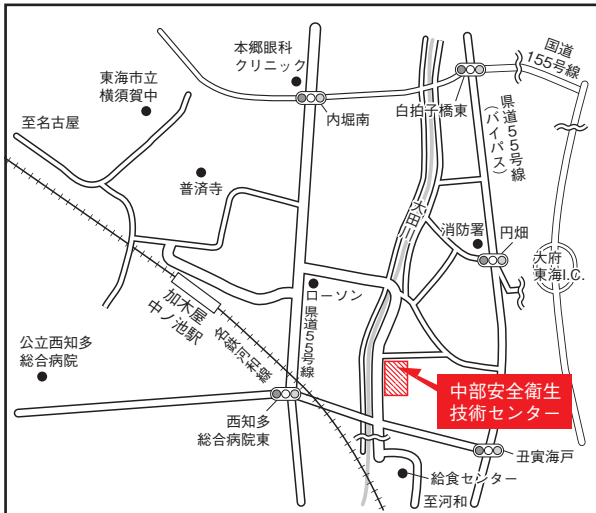 本郷眼科
クリニック
国道
155号線
東海市立
横須賀中
至名古屋
内堀南
白拍子橋東
県道55号線
(バイパス)
普済寺
大田川
消防署
円畑
大府
東海I.C.
ローソン
加木屋
中ノ池駅
名鉄河和線
県道55号線
公立西知多
総合病院
中部安全衛生
技術センター
西知多
総合病院東
丑寅海戸
給食センター
至河和